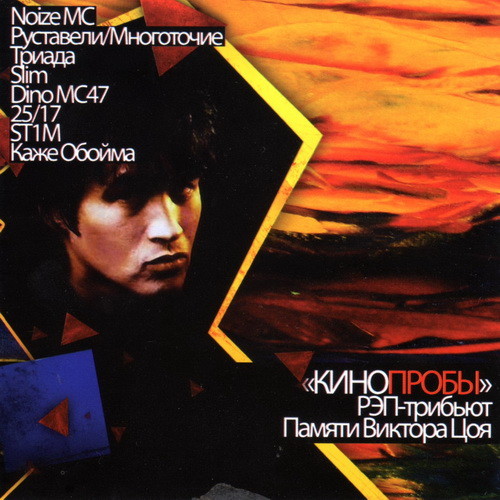 Noize MC
Руставели/Многоточие
Триада
Slim
Dino MC47
25/17
ST1M
Каже Обойма
«КИНОПРОБЫ»
РЭП-трибьют
Памяти Виктора Цоя